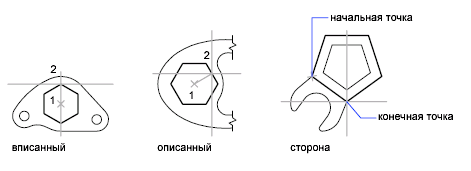 начальная точка
2
2
1
1
конечная точка
вписанный
описанный
сторона